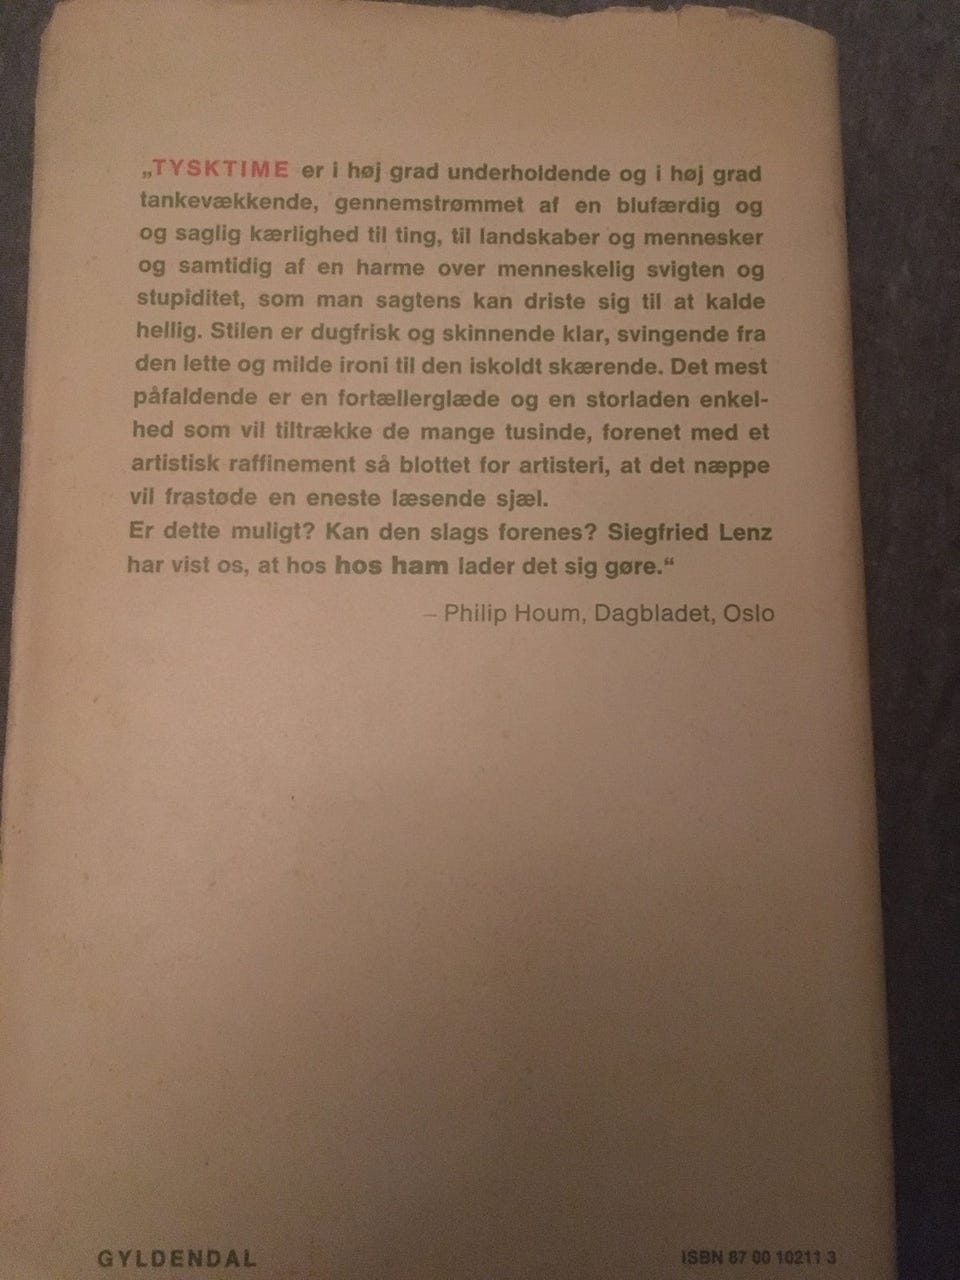 „TYSKTIME er i høj grad underholdende og i høj grad
tankevækkende, gennemstrømmet af en blufærdig og
og saglig kærlighed til ting, til landskaber og mennesker
og samtidig af en harme over menneskelig svigten og
stupiditet, som man sagtens kan driste sig til at kalde
hellig. Stilen er dugfrisk og skinnende klar, svingende fra
den lette og milde ironi til den iskoldt skærende. Det mest
påfaldende er en fortællerglæde og en storladen enkel-
hed som vil tiltrække de mange tusinde, forenet med et
artistisk raffinement så blottet for artisteri, at det næppe
vil frastøde en eneste læsende sjæl.
Er dette muligt? Kan den slags forenes? Siegfried Lenz
har vist os, at hos hos ham lader det sig gøre.“
– Philip Houm, Dagbladet, Oslo
GYLDENDAL
ISBN 87 00 10211 3